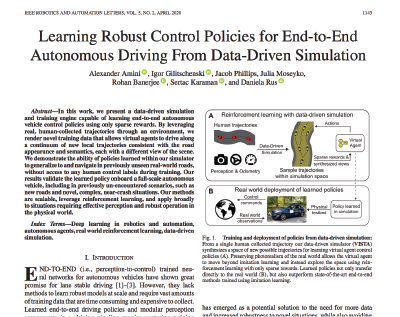 IEEE ROBOTICS AND AUTOMATION LETTERS, VOL. 5, NO. 2, APRIL 2020
1143
Learning Robust Control Policies for End-to-End
Autonomous Driving From Data-Driven Simulation
Alexander Amini, Igor Gilitschenski, Jacob Phillips, Julia Moseyko,
Rohan Banerjee, Sertac Karaman, and Daniela Rus
Abstract—In this work, we present a data-driven simulation
and training engine capable of learning end-to-end autonomous
vehicle control policies using only sparse rewards. By leveraging
real, human-collected trajectories through an environment, we
render novel training data that allows virtual agents to drive along
a continuum of new local trajectories consistent with the road
appearance and semantics, each with a different view of the scene.
We demonstrate the ability of policies learned within our simulator
to generalize to and navigate in previously unseen real-world roads,
without access to any human control labels during training. Our
results validate the learned policy onboard a full-scale autonomous
vehicle, including in previously un-encountered scenarios, such as
new roads and novel, complex, near-crash situations. Our methods
are scalable, leverage reinforcement learning, and apply broadly
to situations requiring effective perception and robust operation in
the physical world.
Index Terms—Deep learning in robotics and automation,
autonomous agents, real world reinforcement learning, data-
driven simulation.
I. INTRODUCTION
END-TO-END (i.e., perception-to-control) trained neu-
ral networks for autonomous vehicles have shown great
promise for lane stable driving [1]–[3]. However, they lack
methods to learn robust models at scale and require vast amounts
of training data that are time consuming and expensive to collect.
Learned end-to-end driving policies and modular perception
A
Reinforcement learning with data-driven simulation
Human trajectories
Actions
Data-Driven
Simulation
Virtual
Agent
Sparse rewards &
synthesized views
Perception & Odometry
Sample trajectories
within simulation space
B
Real world deployment of learned policies
Control
commands
Real world
observations
Physical
testbed
Policy learned
in simulation
Fig. 1. Training and deployment of policies from data-driven simulation:
From a single human collected trajectory our data-driven simulator (VISTA)
synthesizes a space of new possible trajectories for learning virtual agent control
policies (A). Preserving photorealism of the real world allows the virtual agent
to move beyond imitation learning and instead explore the space using rein-
forcement learning with only sparse rewards. Learned policies not only transfer
directly to the real world (B), but also outperform state-of-the-art end-to-end
methods trained using imitation learning.
has emerged as a potential solution to the need for more data